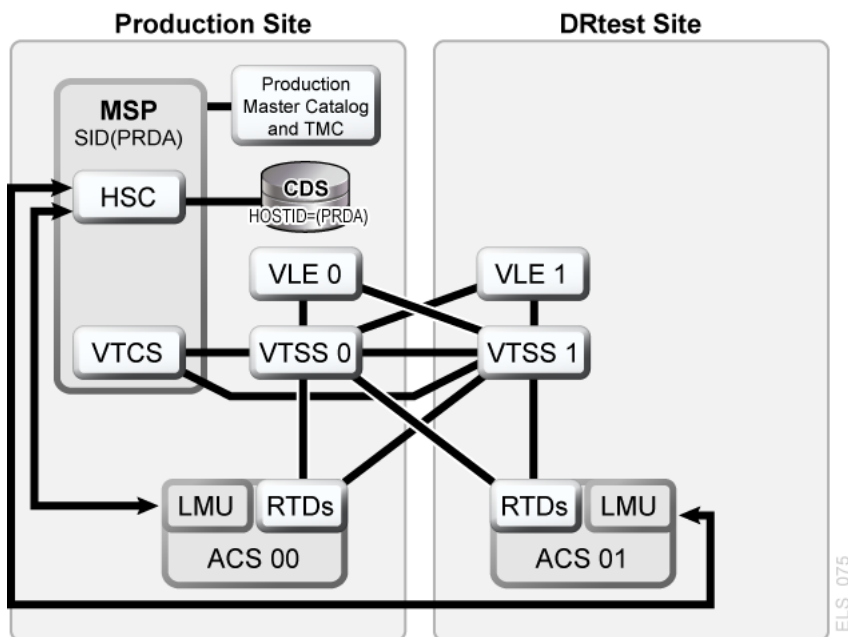 Production Site
DRtest Site
MSP
SID(PRDA)
Production
Master Catalog
and TMC
HSC
CDS
HOSTID=(PRDA)
VLE 0
VLE 1
VTCS
VTSS 0
VTSS 1
LMU
RTDs
ACS 00
RTDs
LMU
ACS 01
ELS_075